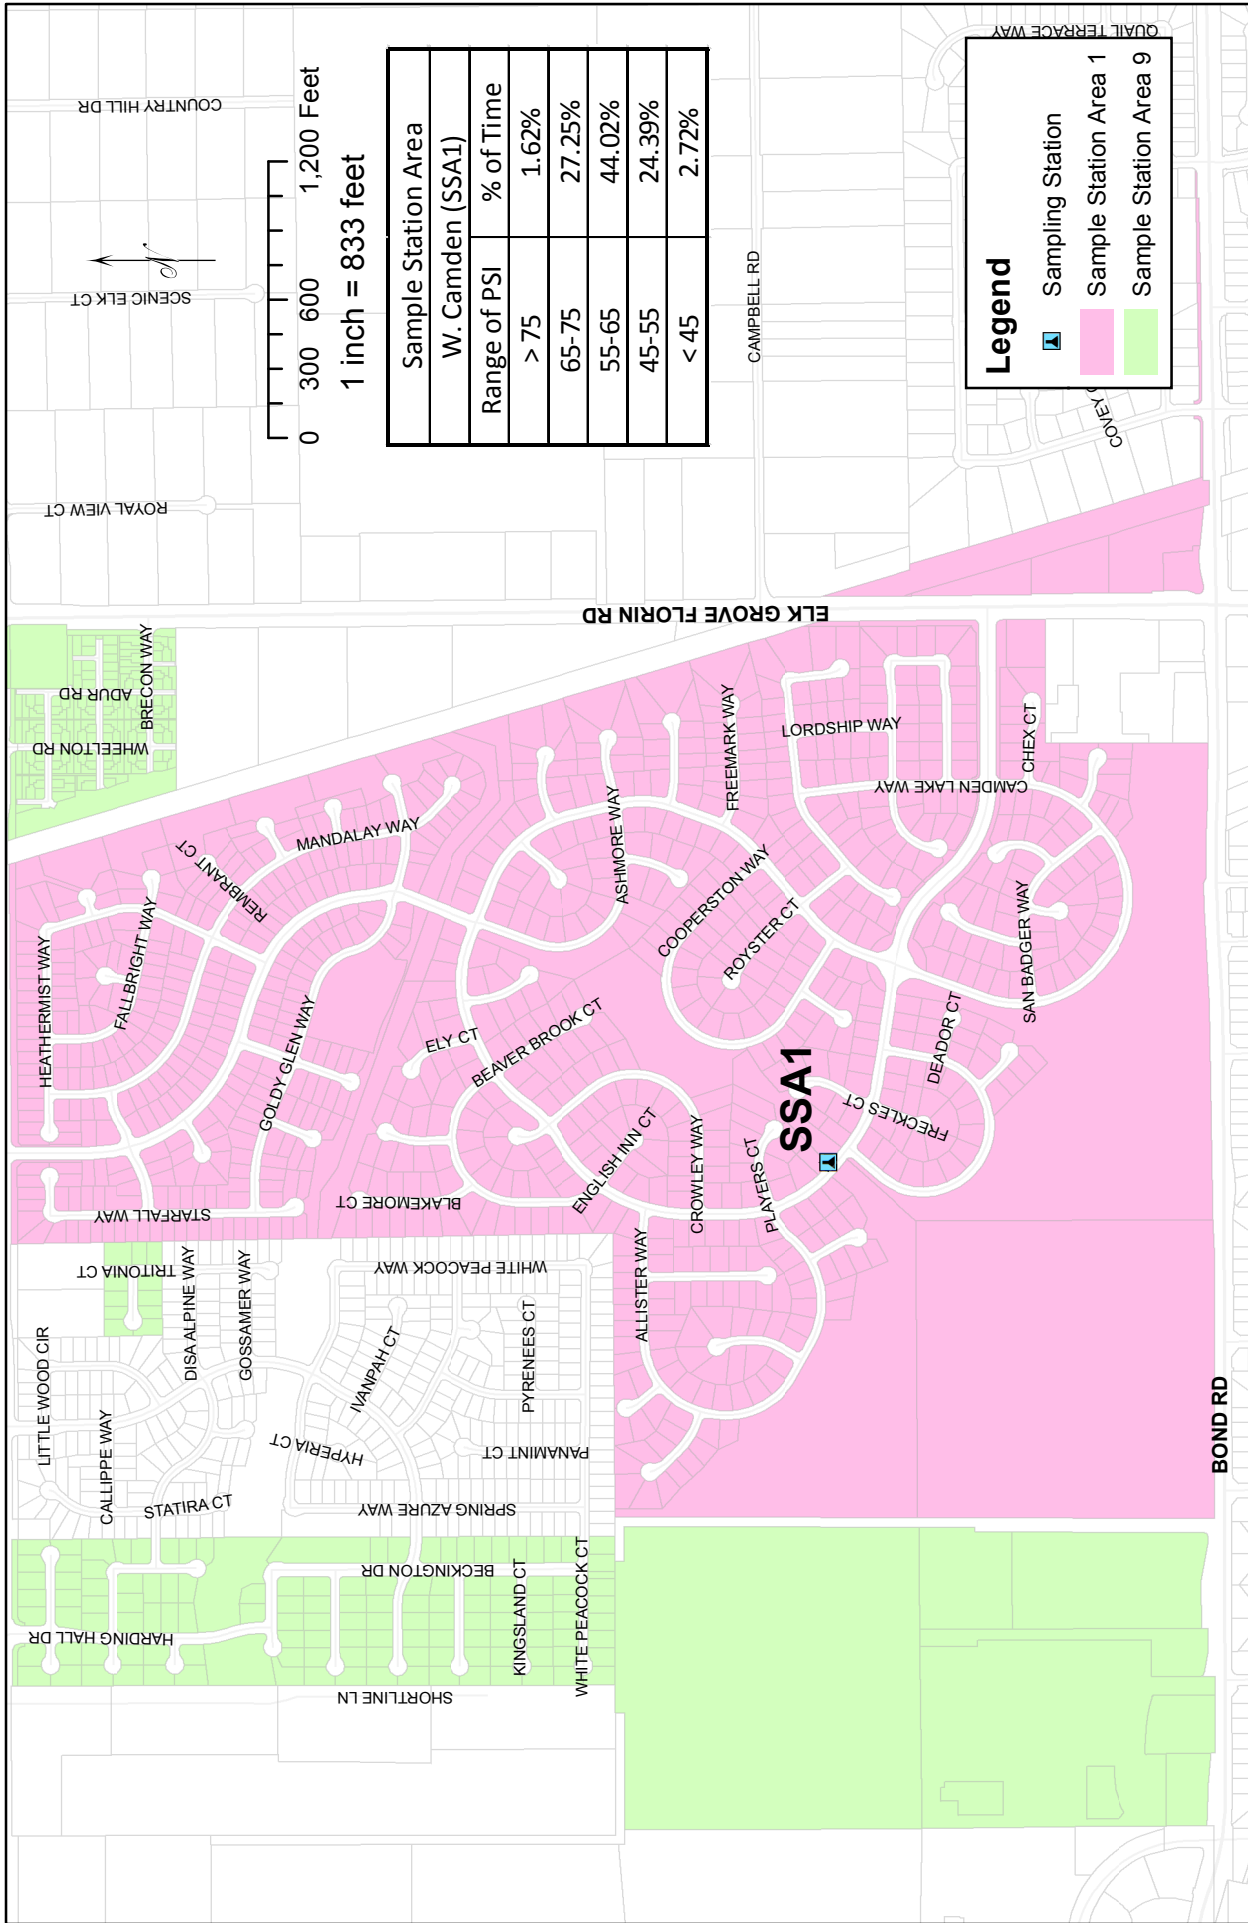 COUNTRY HILL DR
SCENIC ELK CT
ROYAL VIEW CT
0 300 600 1,200 Feet
1 inch = 833 feet
Sample Station Area
W. Camden (SSA1)
Range of PSI % of Time
> 75 1.62%
65-75 27.25%
55-65 44.02%
45-55 24.39%
< 45 2.72%
CAMPBELL RD
QUAIL TERRACE WAY
Legend
Sampling Station
Sample Station Area 1
Sample Station Area 9
COVEY
ELK GROVE FLORIN RD
BRECON WAY
ADUR RD
WHEELTON RD
MANDALAY WAY
REMBRANT CT
HEATHERMIST WAY
FALLBRIGHT WAY
GOLDY GLEN WAY
STARFALL WAY
ELY CT
BEAVER BROOK CT
ASHMORE WAY
FREEMARK WAY
LORDSHIP WAY
CAMDEN LAKE WAY
CHEX CT
COOPERSTON WAY
ROYSTER CT
SAN BADGER WAY
DEADOR CT
FRECKLES CT
SSA1
PLAYERS CT
CROWLEY WAY
ENGLISH INN CT
BLAKEMORE CT
ALLISTER WAY
TRITONIA CT
DISA ALPINE WAY
GOSSAMER WAY
WHITE PEACOCK WAY
LITTLE WOOD CIR
CALLIPPE WAY
STATIRA CT
IVANPAH CT
HYPERIA CT
PYRENEES CT
PANAMINT CT
SPRING AZURE WAY
BECKINGTON DR
HARDING HALL DR
KINGSLAND CT
WHITE PEACOCK CT
SHORTLINE LN
BOND RD